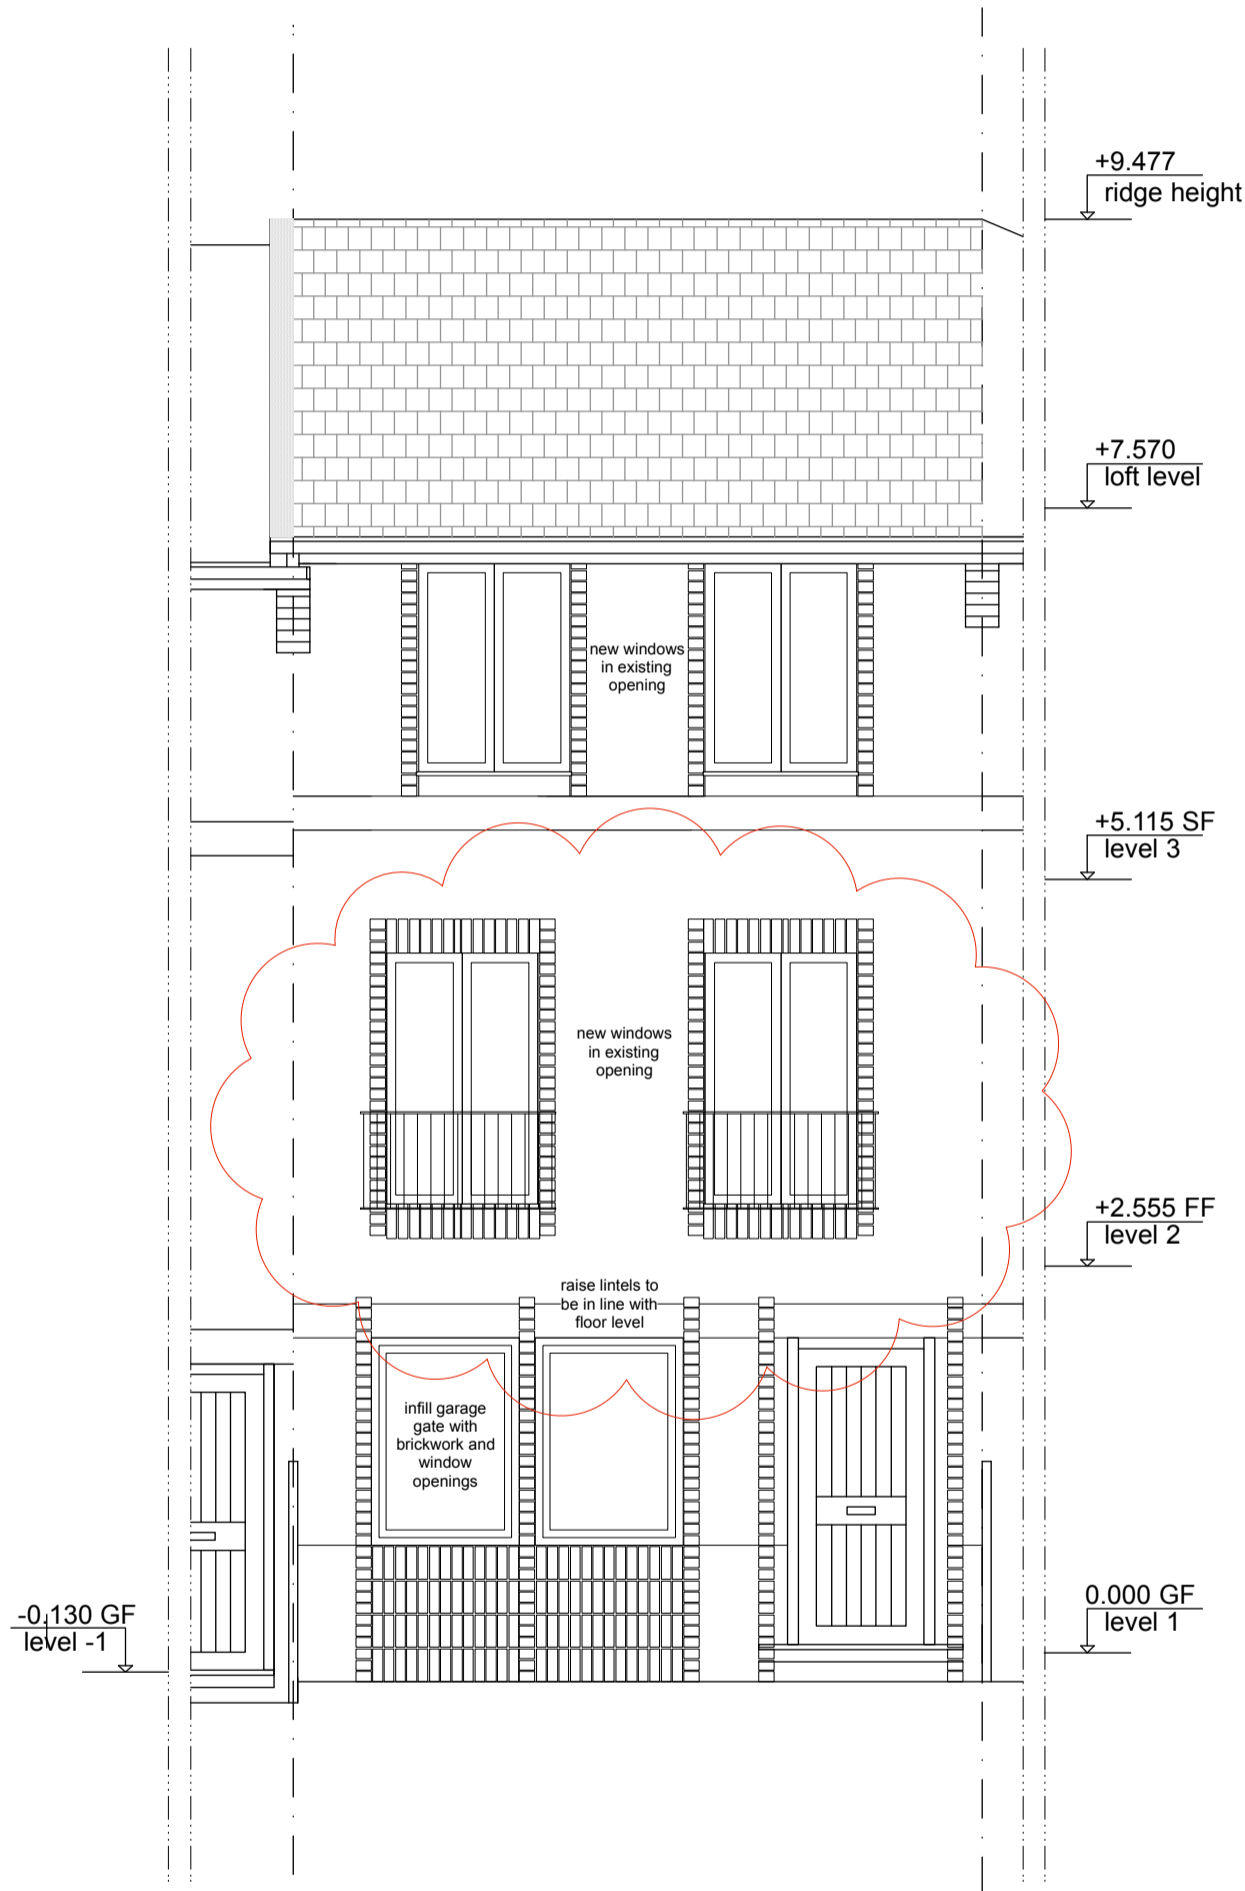 +9.477
ridge height
+7.570
loft level
new windows
in existing
opening
+5.115 SF
level 3
new windows
in existing
opening
+2.555 FF
level 2
raise lintels to
be in line with
floor level
infill garage
gate with
brickwork and
window
openings
-0.130 GF
level -1
0.000 GF
level 1